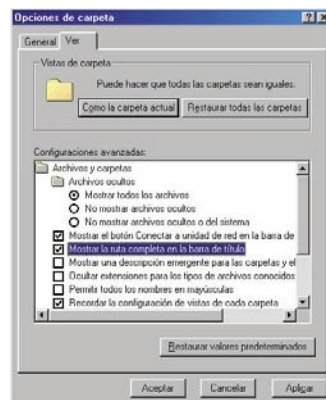 Opciones de carpeta
General Ver
Vistas de carpeta
Puede hacer que todas las carpetas sean iguales.
Como la carpeta actual Restaurar todas las carpetas
Configuraciones avanzadas:
Archivos y carpetas
Archivos ocultos
Mostrar todos los archivos
No mostrar archivos ocultos
No mostrar archivos ocultos o del sistema
Mostrar el botón Conectar a unidad de red en la barra de
Mostrar la ruta completa en la barra de título
Mostrar una descripción emergente para las carpetas y el
Ocultar extensiones para los tipos de archivos conocidos
Permitir todos los nombres en mayúsculas
Recordar la configuración de vistas de cada carpeta
Restaurar valores predeterminados
Aceptar Cancelar Aplicar